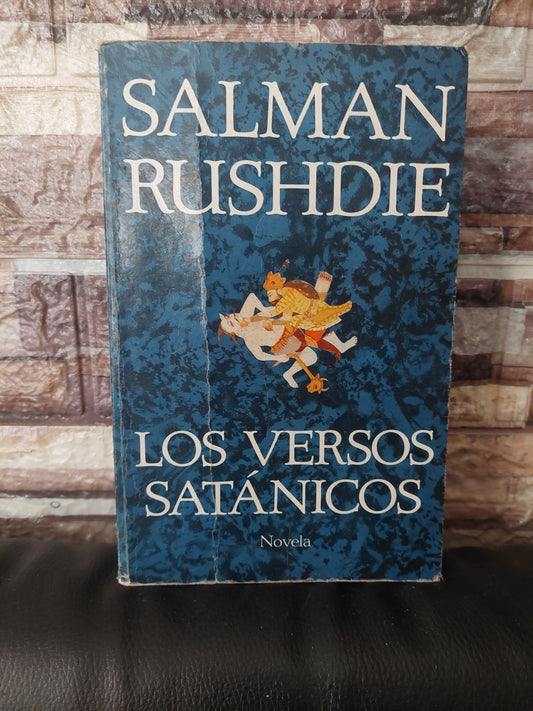 SALMAN
RUSHDIE
LOS VERSOS
SATÁNICOS
Novela